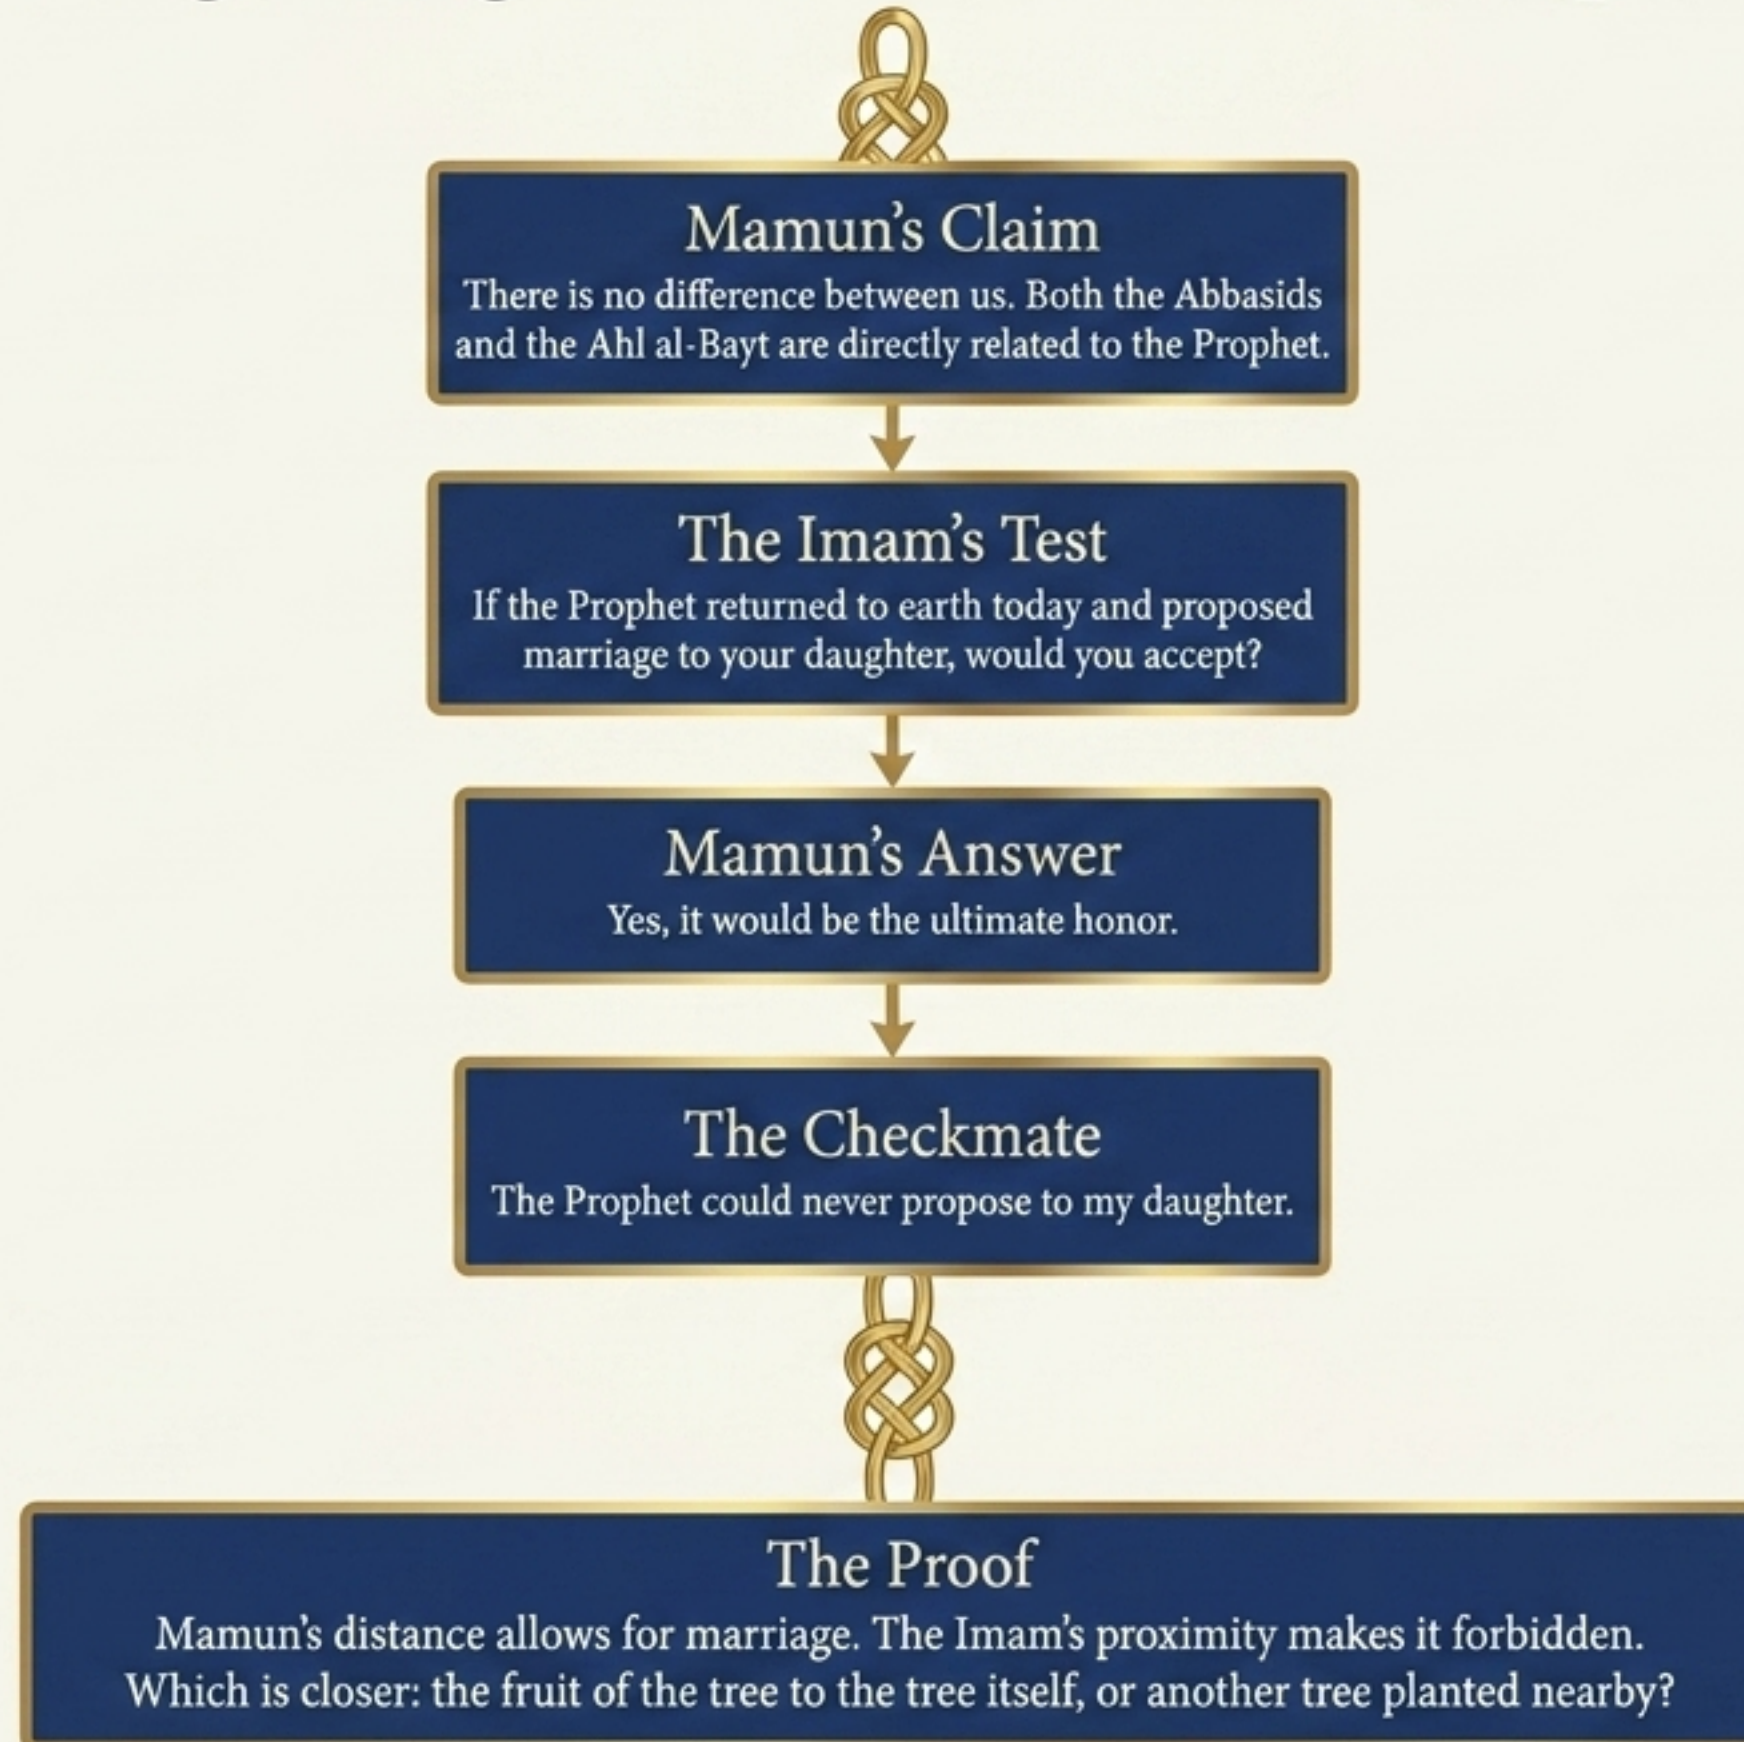 Mamun’s Claim
There is no difference between us. Both the Abbasids
and the Ahl al-Bayt are directly related to the Prophet.
The Imam’s Test
If the Prophet returned to earth today and proposed
marriage to your daughter, would you accept?
Mamun’s Answer
Yes, it would be the ultimate honor.
The Checkmate
The Prophet could never propose to my daughter.
The Proof
Mamun’s distance allows for marriage. The Imam’s proximity makes it forbidden.
Which is closer: the fruit of the tree to the tree itself, or another tree planted nearby?